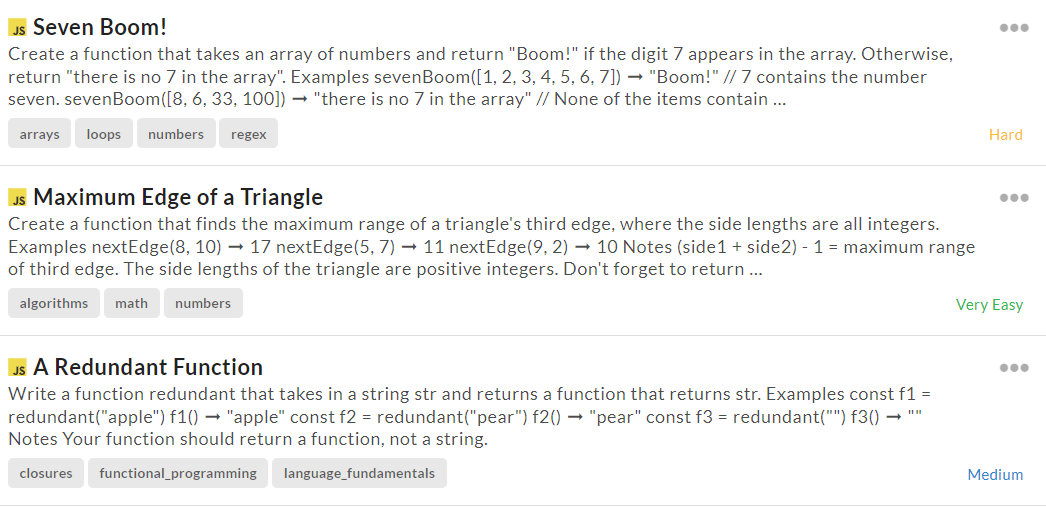 JS Seven Boom!
Create a function that takes an array of numbers and return "Boom!" if the digit 7 appears in the array. Otherwise,
return "there is no 7 in the array". Examples sevenBoom([1, 2, 3, 4, 5, 6, 7]) ➞ "Boom!" // 7 contains the number
seven. sevenBoom([8, 6, 33, 100]) ➞ "there is no 7 in the array" // None of the items contain ...
arrays loops numbers regex Hard
JS Maximum Edge of a Triangle
Create a function that finds the maximum range of a triangle's third edge, where the side lengths are all integers.
Examples nextEdge(8, 10) ➞ 17 nextEdge(5, 7) ➞ 11 nextEdge(9, 2) ➞ 10 Notes (side1 + side2) - 1 = maximum range
of third edge. The side lengths of the triangle are positive integers. Don't forget to return ...
algorithms math numbers Very Easy
JS A Redundant Function
Write a function redundant that takes in a string str and returns a function that returns str. Examples const f1 =
redundant("apple") f1() ➞ "apple" const f2 = redundant("pear") f2() ➞ "pear" const f3 = redundant("") f3() ➞ ""
Notes Your function should return a function, not a string.
closures functional_programming language_fundamentals Medium